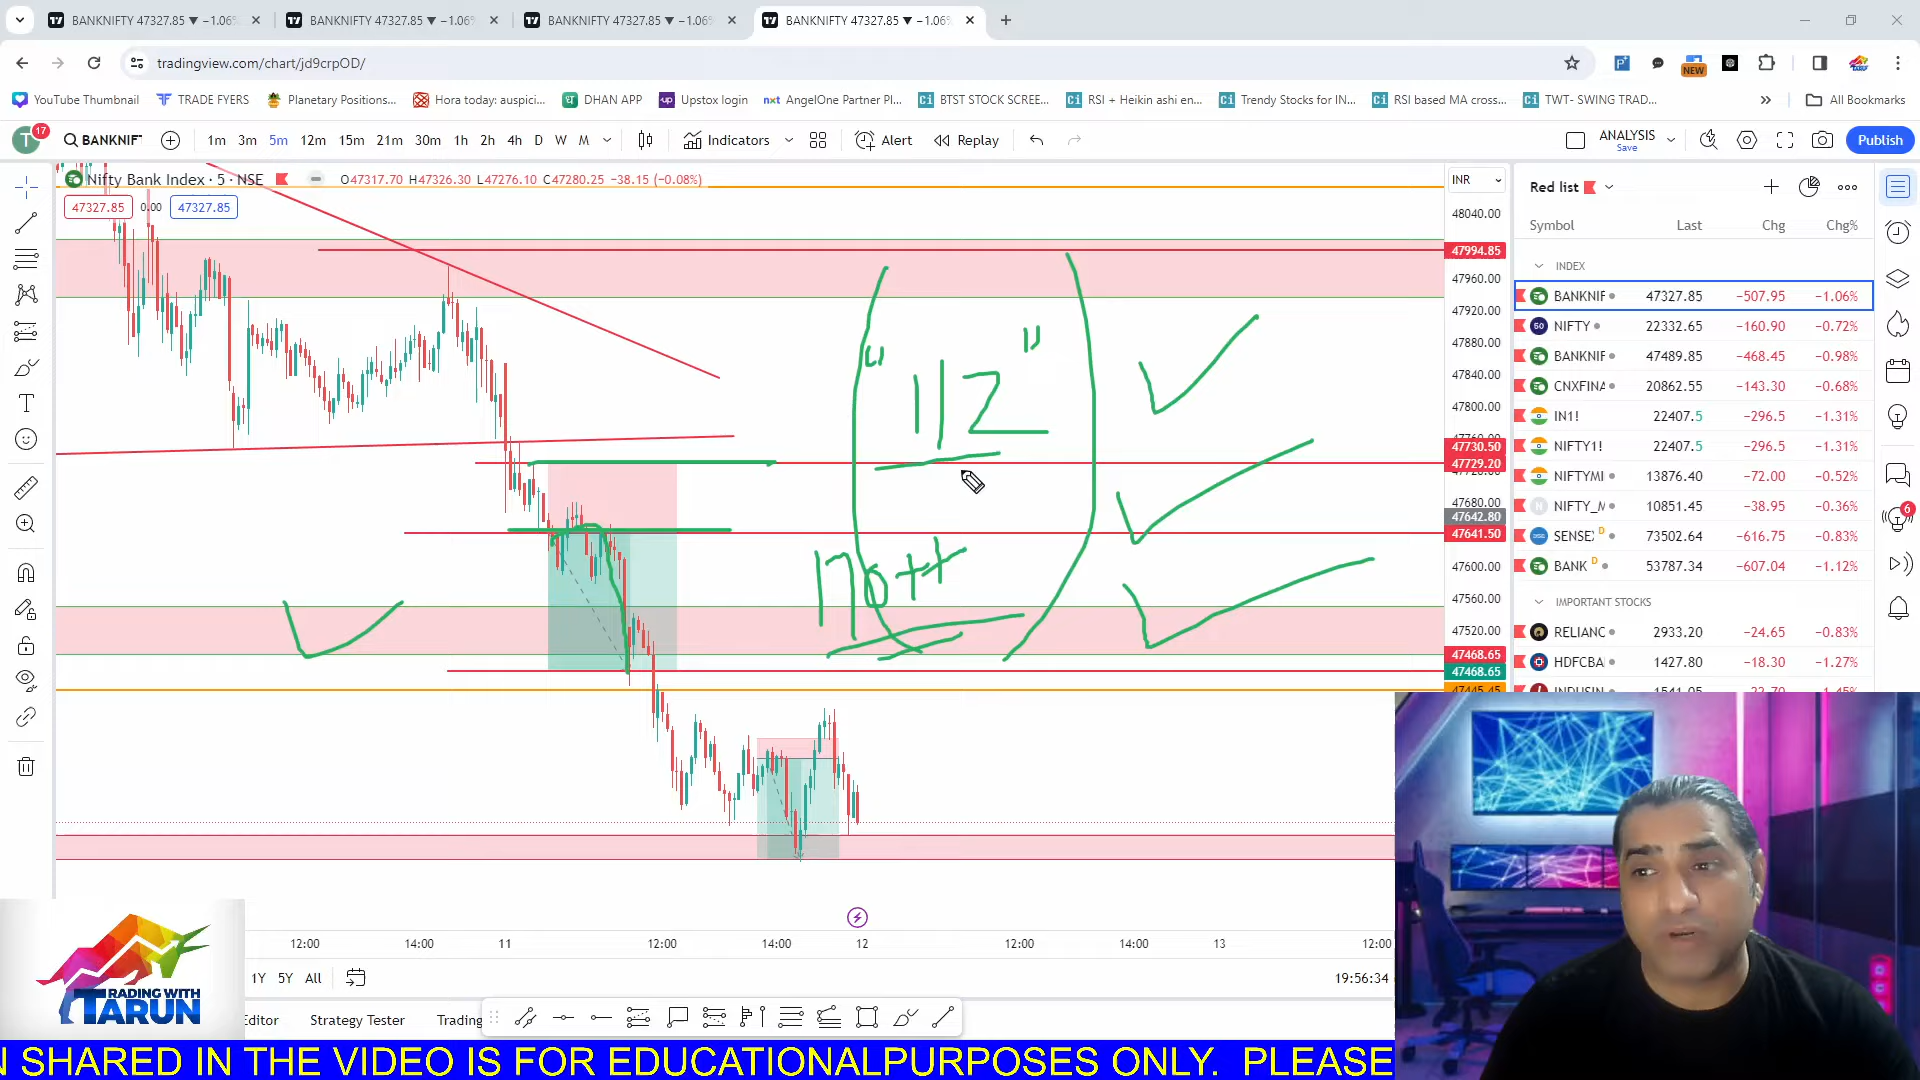 BANKNIFTY 47327.85 ▼ −1.06% BANKNIFTY 47327.85 ▼ −1.06% BANKNIFTY 47327.85 ▼ −1.06% BANKNIFTY 47327.85 ▼ −1.06%
tradingview.com/chart/jd9crpOD/
NEW
YouTube Thumbnail TRADE FYERS Planetary Positions... Hora today: auspici... DHAN APP Upstox login AngelOne Partner Pl... BTST STOCK SCREE... RSI + Heikin ashi en... Trendy Stocks for IN... RSI based MA cross... TWT- SWING TRAD... All Bookmarks
T 17 BANKNIF 1m 3m 5m 12m 15m 21m 30m 1h 2h 4h D W M Indicators Alert Replay ANALYSIS Save Publish
Nifty Bank Index · 5 · NSE O47317.70 H47326.30 L47276.10 C47280.25 −38.15 (−0.08%)
47327.85 0.00 47327.85
INR
48040.00
47994.85
47960.00
47920.00
47880.00
47840.00
47800.00
47730.50
47729.20
47680.00
47642.80
47641.50
47600.00
47560.00
47520.00
47468.65
47468.65
47445.45
"112"
170++
Red list
Symbol Last Chg Chg%
INDEX
BANKNIF 47327.85 −507.95 −1.06%
NIFTY 22332.65 −160.90 −0.72%
BANKNIF 47489.85 −468.45 −0.98%
CNXFINA 20862.55 −143.30 −0.68%
IN1! 22407.5 −296.5 −1.31%
NIFTY1! 22407.5 −296.5 −1.31%
NIFTYMI 13876.40 −72.00 −0.52%
NIFTY_M 10851.45 −38.95 −0.36%
SENSEX D 73502.64 −616.75 −0.83%
BANK D 53787.34 −607.04 −1.12%
IMPORTANT STOCKS
RELIANC 2933.20 −24.65 −0.83%
HDFCBA 1427.80 −18.30 −1.27%
6
12:00 14:00 11 12:00 14:00 12 12:00 14:00 13 12:00
1Y 5Y All 19:56:34
Editor Strategy Tester Trading
TRADING WITH
TARUN
N SHARED IN THE VIDEO IS FOR EDUCATIONALPURPOSES ONLY. PLEASE